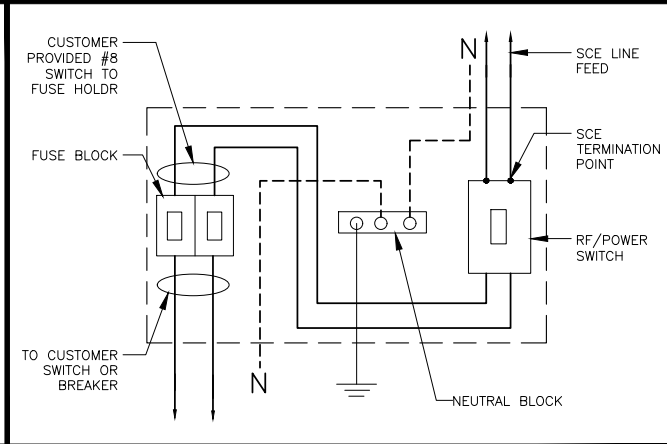 CUSTOMER
PROVIDED #8
SWITCH TO
FUSE HOLDR
FUSE BLOCK
TO CUSTOMER
SWITCH OR
BREAKER
N
N
SCE LINE
FEED
SCE
TERMINATION
POINT
RF/POWER
SWITCH
NEUTRAL BLOCK